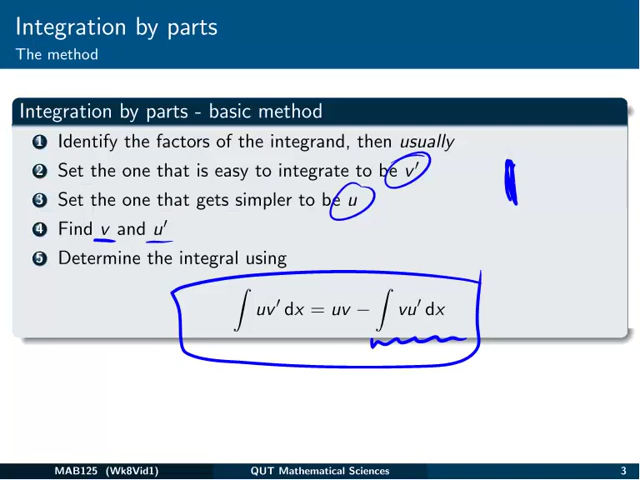 Integration by parts
The method
Integration by parts - basic method
1 Identify the factors of the integrand, then usually
2 Set the one that is easy to integrate to be v′
3 Set the one that gets simpler to be u
4 Find v and u′
5 Determine the integral using
∫ uv′ dx = uv − ∫ vu′ dx
MAB125 (Wk8Vid1) QUT Mathematical Sciences 3